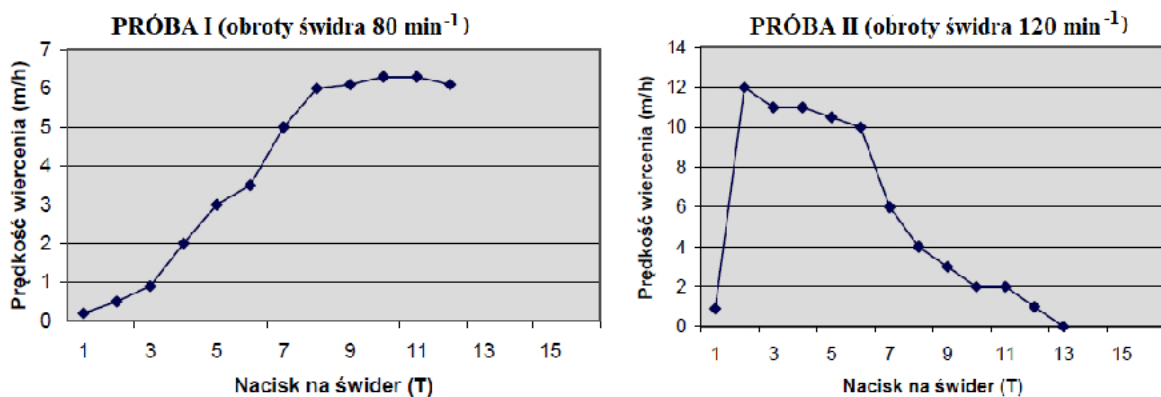 PRÓBA I (obroty świdra 80 min-1)
7
6
5
4
3
2
1
0
Prędkość wiercenia (m/h)
1 3 5 7 9 11 13 15
Nacisk na świder (T)
PRÓBA II (obroty świdra 120 min-1)
14
12
10
8
6
4
2
0
Prędkość wiercenia (m/h)
1 3 5 7 9 11 13 15
Nacisk na świder (T)